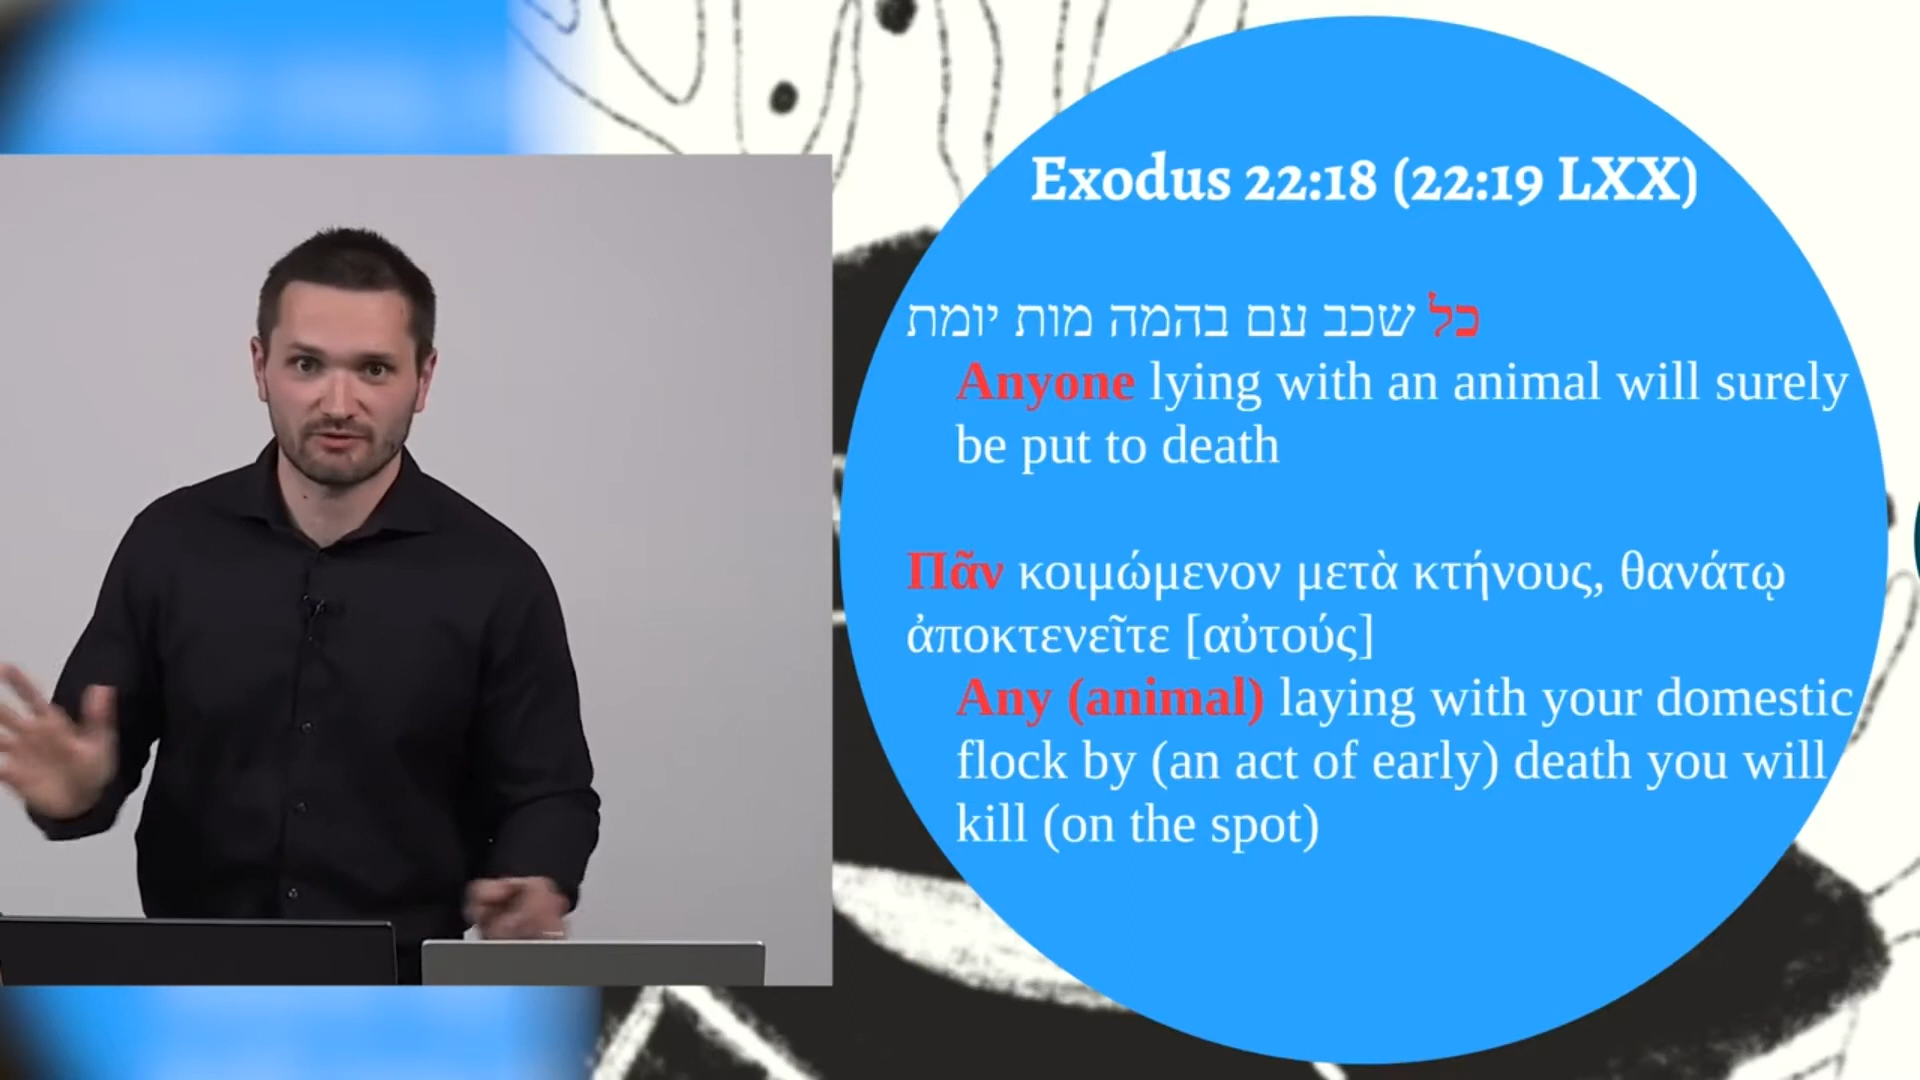 Exodus 22:18 (22:19 LXX)
כל שכב עם בהמה מות יומת
Anyone lying with an animal will surely
be put to death
Πᾶν κοιμώμενον μετὰ κτήνους, θανάτῳ
ἀποκτενεῖτε [αὐτούς]
Any (animal) laying with your domestic
flock by (an act of early) death you will
kill (on the spot)